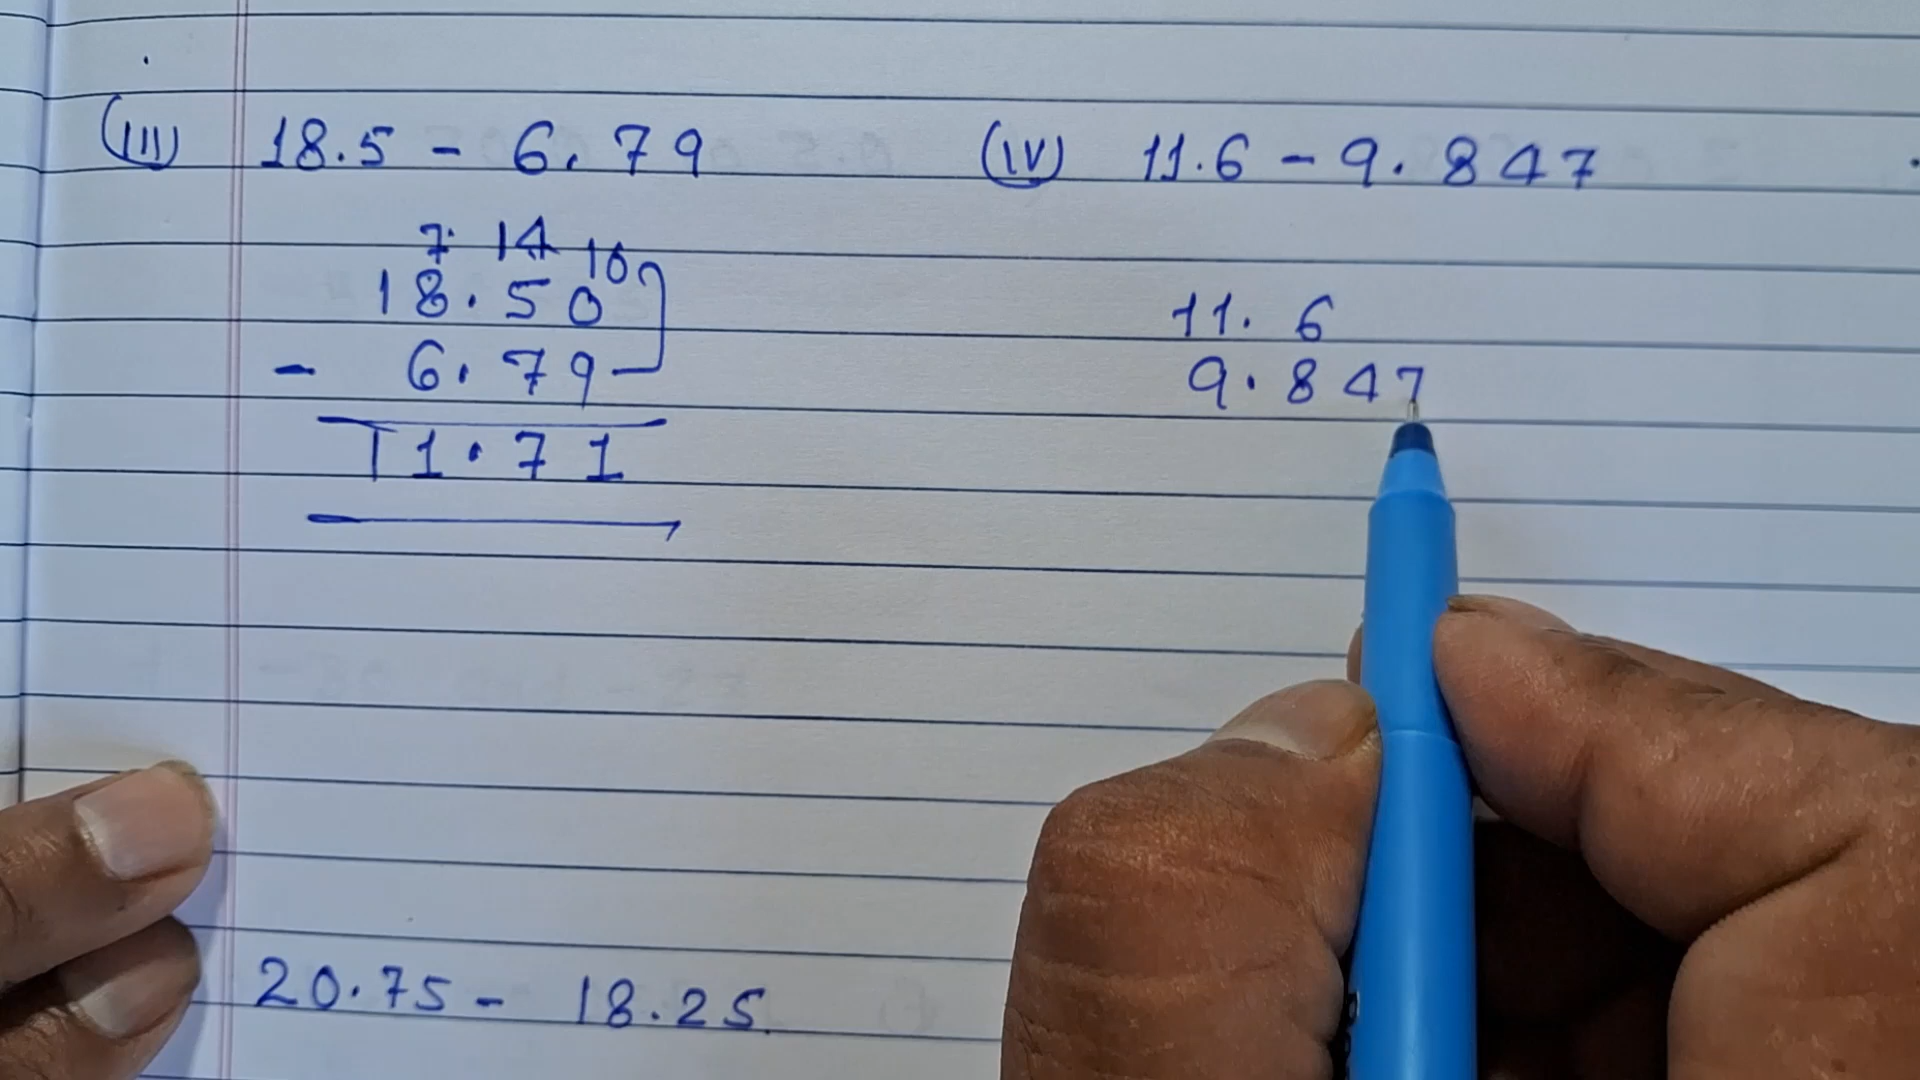 (III) 18.5 - 6.79
7 14 10
18.50
- 6.79
11.71
(IV) 11.6 - 9.847
11.6
9.847
20.75 - 18.25